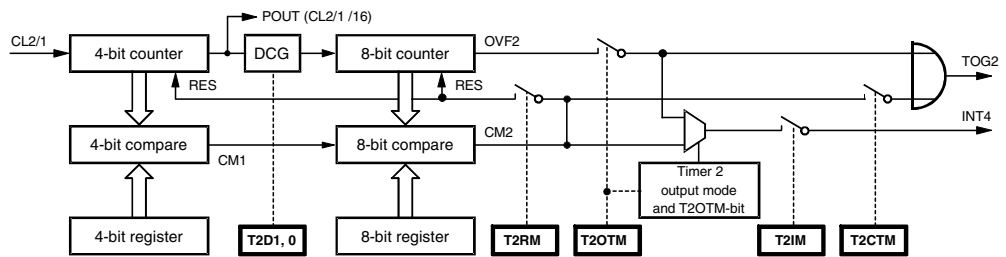 POUT (CL2/1 /16)
CL2/1
4-bit counter
DCG
8-bit counter
OVF2
TOG2
RES
RES
INT4
4-bit compare
CM1
8-bit compare
CM2
Timer 2
output mode
and T2OTM-bit
4-bit register
T2D1, 0
8-bit register
T2RM
T2OTM
T2IM
T2CTM